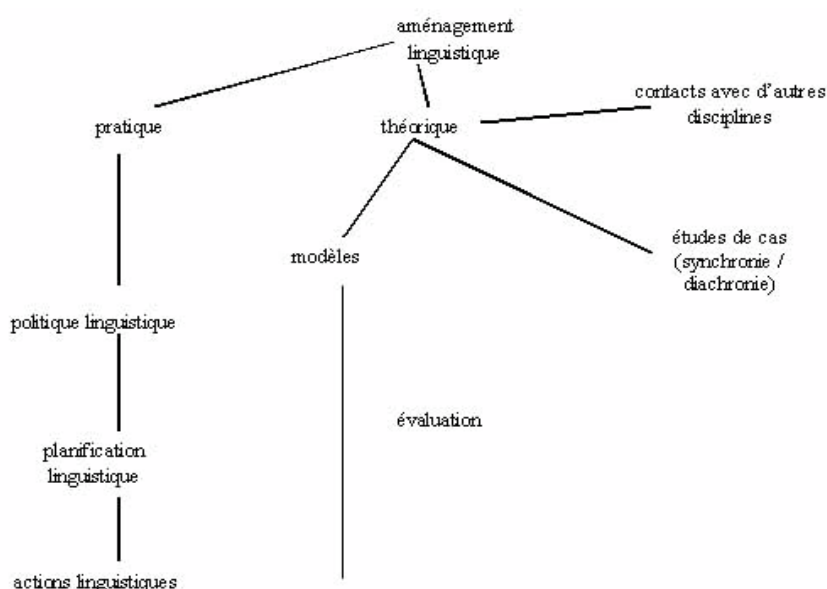 aménagement
linguistique
contacts avec d'autres
disciplines
pratique
théorique
études de cas
(synchronie /
diachronie)
modèles
politique linguistique
évaluation
planification
linguistique
actions linguistiques